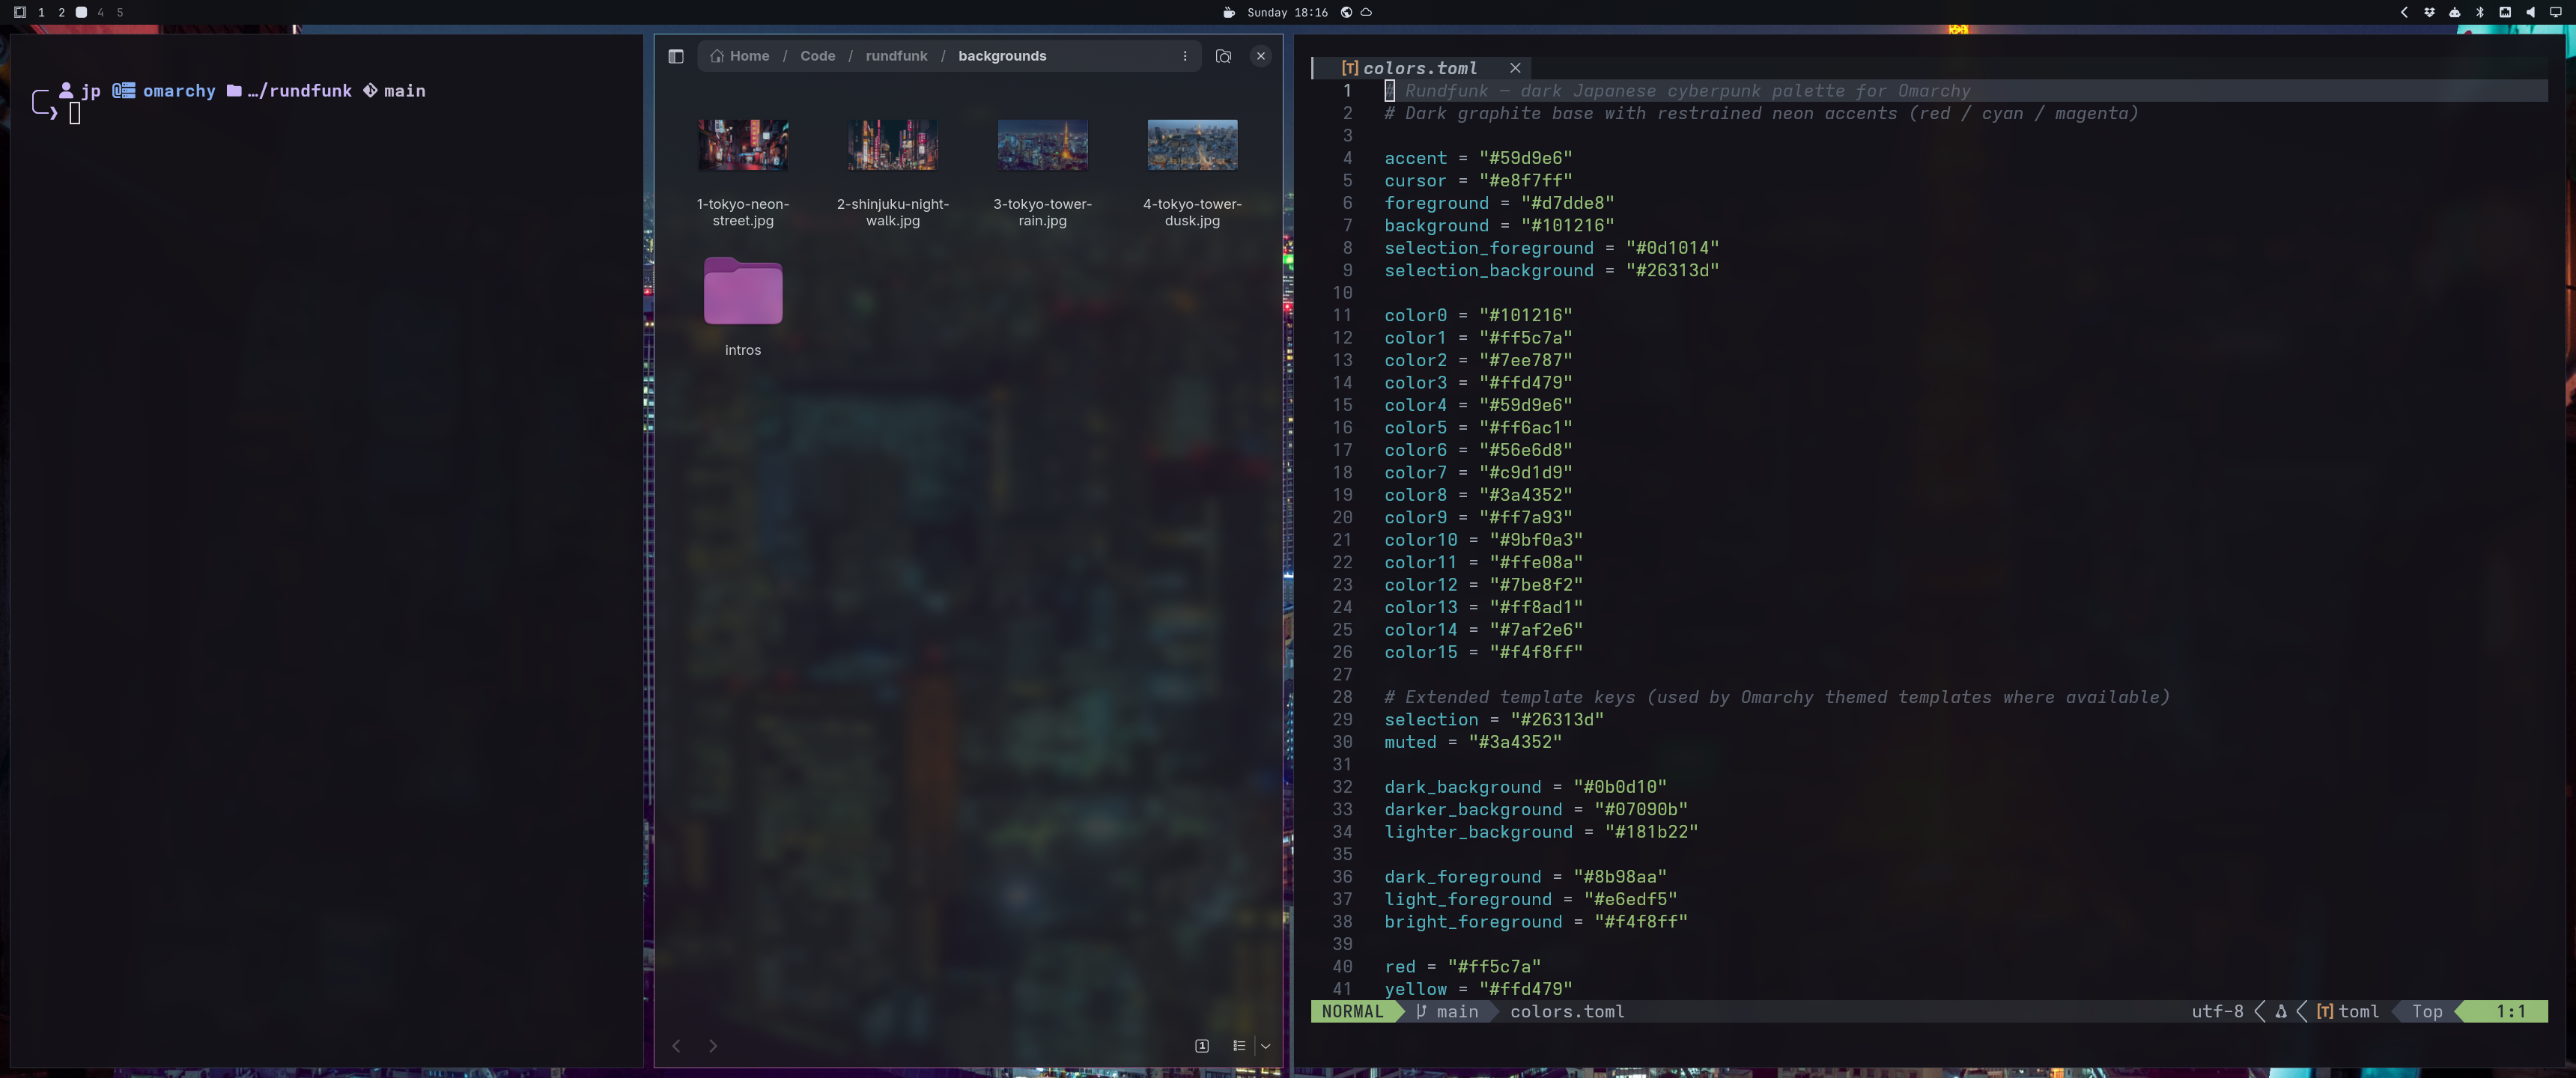 1 2 4 5
Sunday 18:16
jp omarchy …/rundfunk main
Home / Code / rundfunk / backgrounds
1-tokyo-neon-
street.jpg
2-shinjuku-night-
walk.jpg
3-tokyo-tower-
rain.jpg
4-tokyo-tower-
dusk.jpg
intros
1
[T] colors.toml
1 # Rundfunk — dark Japanese cyberpunk palette for Omarchy
2 # Dark graphite base with restrained neon accents (red / cyan / magenta)
3
4 accent = "#59d9e6"
5 cursor = "#e8f7ff"
6 foreground = "#d7dde8"
7 background = "#101216"
8 selection_foreground = "#0d1014"
9 selection_background = "#26313d"
10
11 color0 = "#101216"
12 color1 = "#ff5c7a"
13 color2 = "#7ee787"
14 color3 = "#ffd479"
15 color4 = "#59d9e6"
16 color5 = "#ff6ac1"
17 color6 = "#56e6d8"
18 color7 = "#c9d1d9"
19 color8 = "#3a4352"
20 color9 = "#ff7a93"
21 color10 = "#9bf0a3"
22 color11 = "#ffe08a"
23 color12 = "#7be8f2"
24 color13 = "#ff8ad1"
25 color14 = "#7af2e6"
26 color15 = "#f4f8ff"
27
28 # Extended template keys (used by Omarchy themed templates where available)
29 selection = "#26313d"
30 muted = "#3a4352"
31
32 dark_background = "#0b0d10"
33 darker_background = "#07090b"
34 lighter_background = "#181b22"
35
36 dark_foreground = "#8b98aa"
37 light_foreground = "#e6edf5"
38 bright_foreground = "#f4f8ff"
39
40 red = "#ff5c7a"
41 yellow = "#ffd479"
NORMAL main colors.toml utf-8 [T] toml Top 1:1